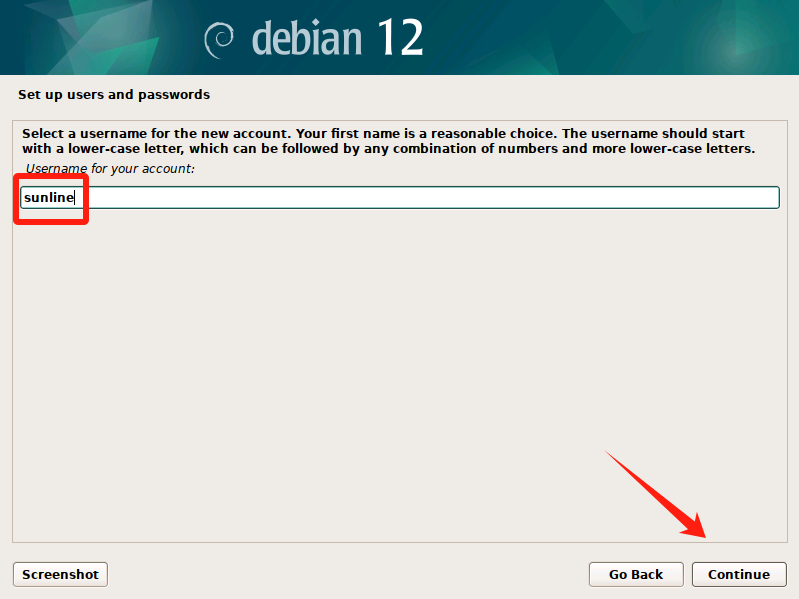 debian 12
Set up users and passwords
Select a username for the new account. Your first name is a reasonable choice. The username should start
with a lower-case letter, which can be followed by any combination of numbers and more lower-case letters.
Username for your account:
sunline
Screenshot
Go Back
Continue